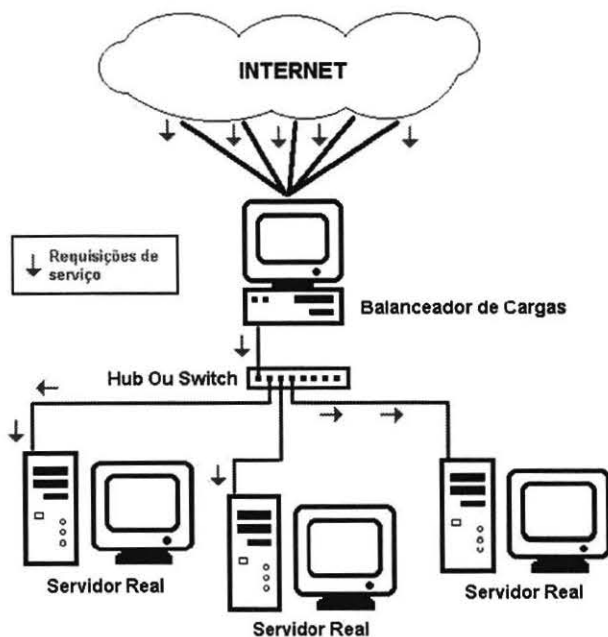 INTERNET
Requisições de
serviço
Balanceador de Cargas
Hub Ou Switch
Servidor Real
Servidor Real
Servidor Real